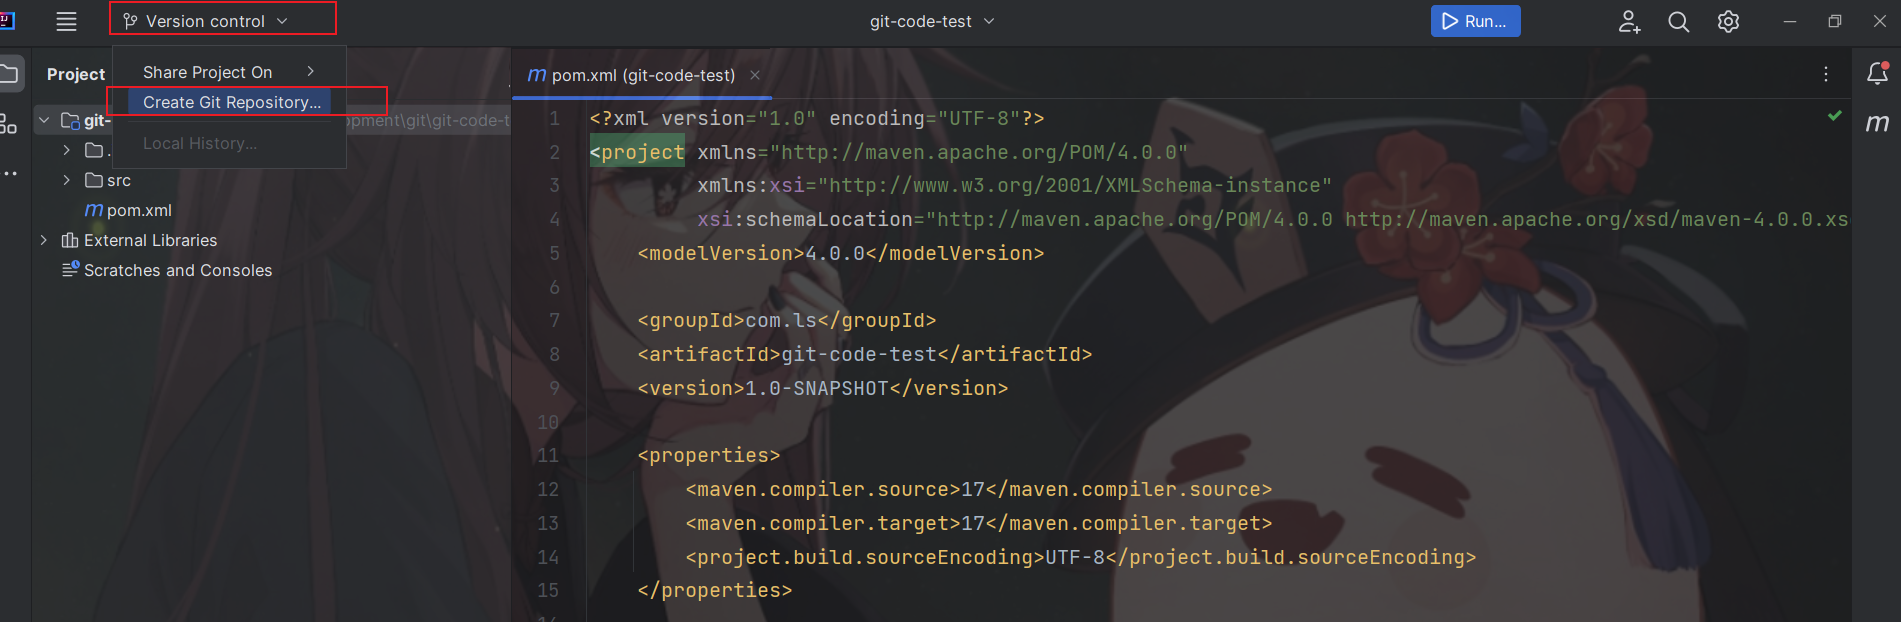 Version control
git-code-test
Run...
Project
Share Project On
Create Git Repository...
Local History...
git-
opment\git\git-code-t
.
src
m pom.xml
External Libraries
Scratches and Consoles
m pom.xml (git-code-test)
m
1 <?xml version="1.0" encoding="UTF-8"?>
2 <project xmlns="http://maven.apache.org/POM/4.0.0"
3 xmlns:xsi="http://www.w3.org/2001/XMLSchema-instance"
4 xsi:schemaLocation="http://maven.apache.org/POM/4.0.0 http://maven.apache.org/xsd/maven-4.0.0.xs
5 <modelVersion>4.0.0</modelVersion>
6
7 <groupId>com.ls</groupId>
8 <artifactId>git-code-test</artifactId>
9 <version>1.0-SNAPSHOT</version>
10
11 <properties>
12 <maven.compiler.source>17</maven.compiler.source>
13 <maven.compiler.target>17</maven.compiler.target>
14 <project.build.sourceEncoding>UTF-8</project.build.sourceEncoding>
15 </properties>